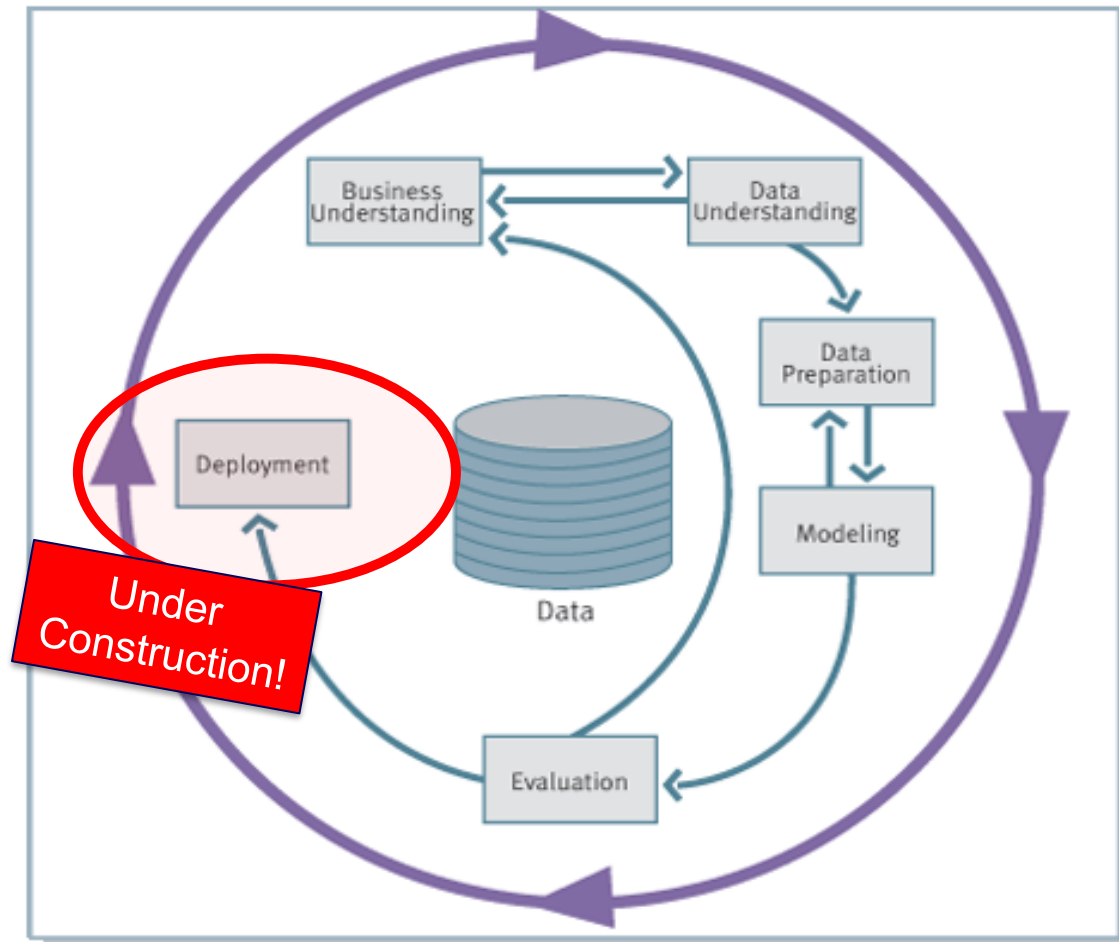 Business
Understanding
Data
Understanding
Data
Preparation
Deployment
Modeling
Under
Construction!
Data
Evaluation